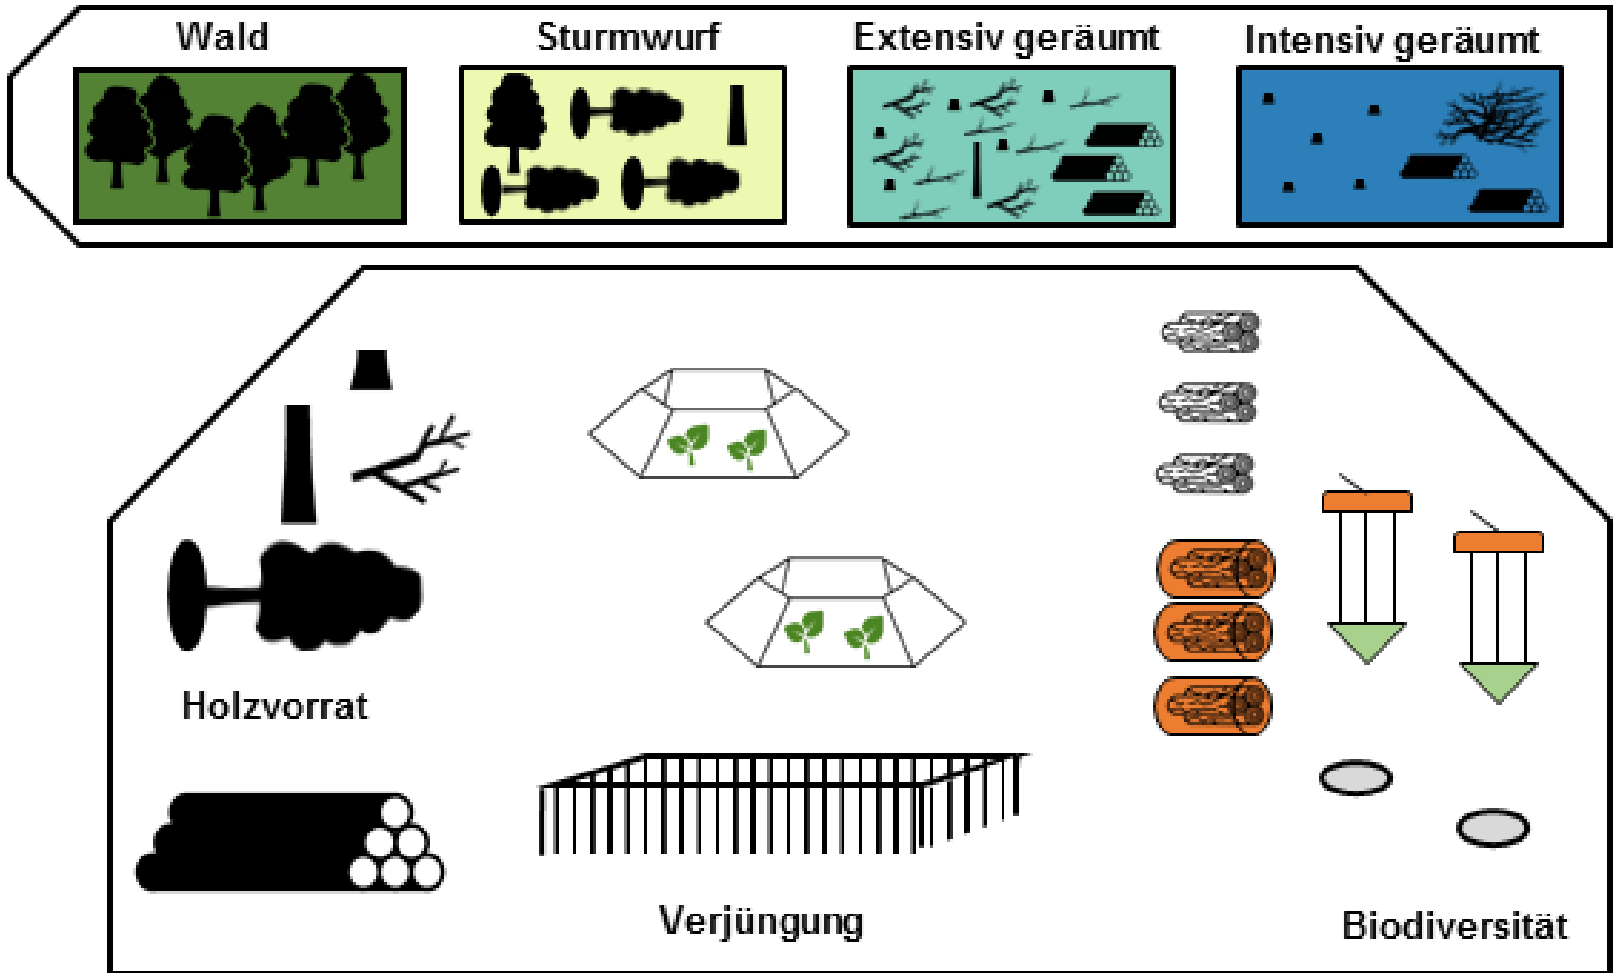 Wald
Sturmwurf
Extensiv geräumt
Intensiv geräumt
Holzvorrat
Verjüngung
Biodiversität